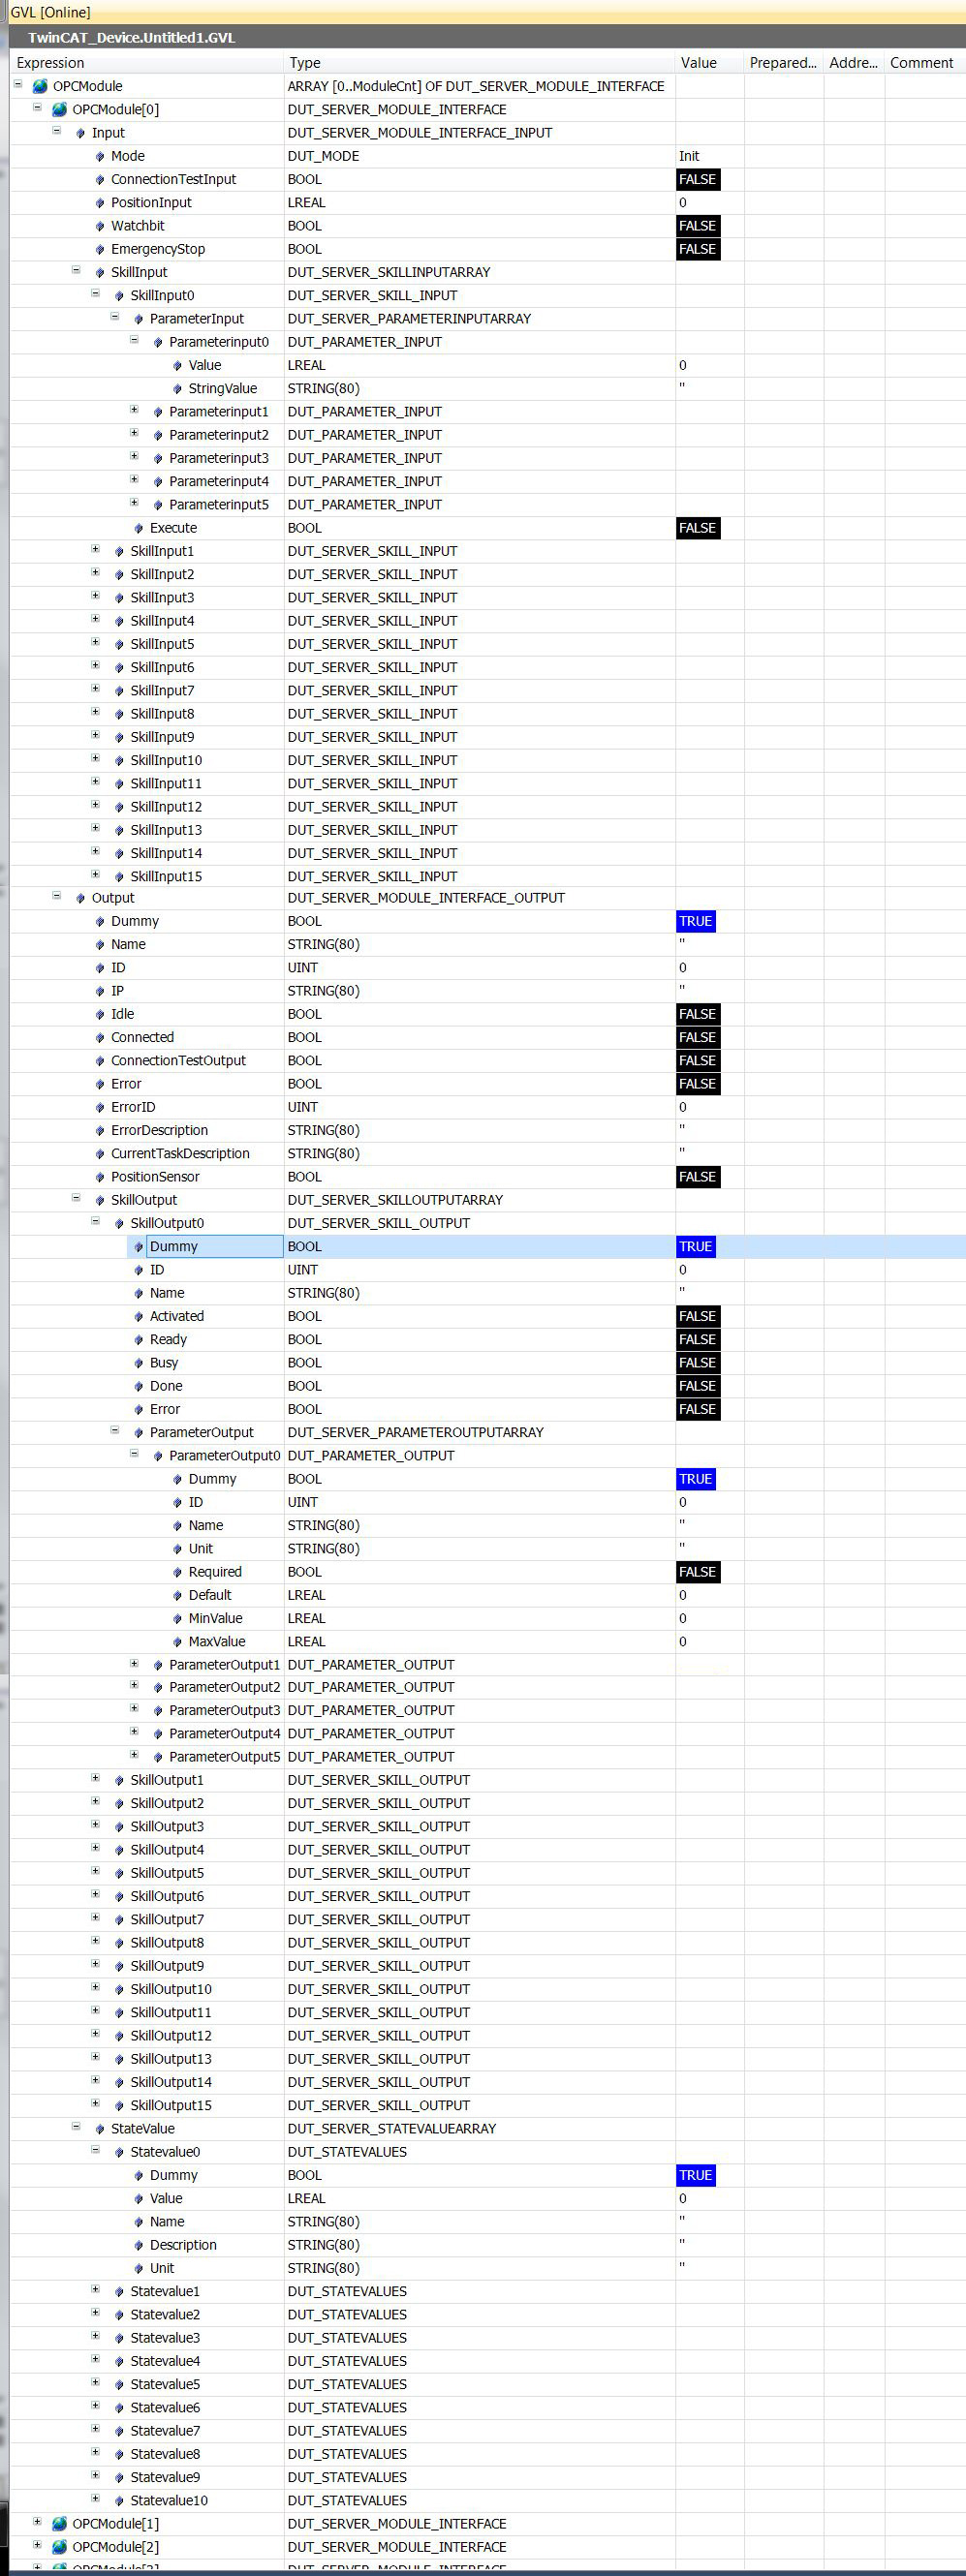 GVL [Online]
TwinCAT_Device.Untitled1.GVL
Expression Type Value Prepared... Addre... Comment
OPCModule ARRAY [0..ModuleCnt] OF DUT_SERVER_MODULE_INTERFACE
OPCModule[0] DUT_SERVER_MODULE_INTERFACE
Input DUT_SERVER_MODULE_INTERFACE_INPUT
Mode DUT_MODE Init
ConnectionTestInput BOOL FALSE
PositionInput LREAL 0
Watchbit BOOL FALSE
EmergencyStop BOOL FALSE
SkillInput DUT_SERVER_SKILLINPUTARRAY
SkillInput0 DUT_SERVER_SKILL_INPUT
ParameterInput DUT_SERVER_PARAMETERINPUTARRAY
Parameterinput0 DUT_PARAMETER_INPUT
Value LREAL 0
StringValue STRING(80) ''
Parameterinput1 DUT_PARAMETER_INPUT
Parameterinput2 DUT_PARAMETER_INPUT
Parameterinput3 DUT_PARAMETER_INPUT
Parameterinput4 DUT_PARAMETER_INPUT
Parameterinput5 DUT_PARAMETER_INPUT
Execute BOOL FALSE
SkillInput1 DUT_SERVER_SKILL_INPUT
SkillInput2 DUT_SERVER_SKILL_INPUT
SkillInput3 DUT_SERVER_SKILL_INPUT
SkillInput4 DUT_SERVER_SKILL_INPUT
SkillInput5 DUT_SERVER_SKILL_INPUT
SkillInput6 DUT_SERVER_SKILL_INPUT
SkillInput7 DUT_SERVER_SKILL_INPUT
SkillInput8 DUT_SERVER_SKILL_INPUT
SkillInput9 DUT_SERVER_SKILL_INPUT
SkillInput10 DUT_SERVER_SKILL_INPUT
SkillInput11 DUT_SERVER_SKILL_INPUT
SkillInput12 DUT_SERVER_SKILL_INPUT
SkillInput13 DUT_SERVER_SKILL_INPUT
SkillInput14 DUT_SERVER_SKILL_INPUT
SkillInput15 DUT_SERVER_SKILL_INPUT
Output DUT_SERVER_MODULE_INTERFACE_OUTPUT
Dummy BOOL TRUE
Name STRING(80) ''
ID UINT 0
IP STRING(80) ''
Idle BOOL FALSE
Connected BOOL FALSE
ConnectionTestOutput BOOL FALSE
Error BOOL FALSE
ErrorID UINT 0
ErrorDescription STRING(80) ''
CurrentTaskDescription STRING(80) ''
PositionSensor BOOL FALSE
SkillOutput DUT_SERVER_SKILLOUTPUTARRAY
SkillOutput0 DUT_SERVER_SKILL_OUTPUT
Dummy BOOL TRUE
ID UINT 0
Name STRING(80) ''
Activated BOOL FALSE
Ready BOOL FALSE
Busy BOOL FALSE
Done BOOL FALSE
Error BOOL FALSE
ParameterOutput DUT_SERVER_PARAMETEROUTPUTARRAY
ParameterOutput0 DUT_PARAMETER_OUTPUT
Dummy BOOL TRUE
ID UINT 0
Name STRING(80) ''
Unit STRING(80) ''
Required BOOL FALSE
Default LREAL 0
MinValue LREAL 0
MaxValue LREAL 0
ParameterOutput1 DUT_PARAMETER_OUTPUT
ParameterOutput2 DUT_PARAMETER_OUTPUT
ParameterOutput3 DUT_PARAMETER_OUTPUT
ParameterOutput4 DUT_PARAMETER_OUTPUT
ParameterOutput5 DUT_PARAMETER_OUTPUT
SkillOutput1 DUT_SERVER_SKILL_OUTPUT
SkillOutput2 DUT_SERVER_SKILL_OUTPUT
SkillOutput3 DUT_SERVER_SKILL_OUTPUT
SkillOutput4 DUT_SERVER_SKILL_OUTPUT
SkillOutput5 DUT_SERVER_SKILL_OUTPUT
SkillOutput6 DUT_SERVER_SKILL_OUTPUT
SkillOutput7 DUT_SERVER_SKILL_OUTPUT
SkillOutput8 DUT_SERVER_SKILL_OUTPUT
SkillOutput9 DUT_SERVER_SKILL_OUTPUT
SkillOutput10 DUT_SERVER_SKILL_OUTPUT
SkillOutput11 DUT_SERVER_SKILL_OUTPUT
SkillOutput12 DUT_SERVER_SKILL_OUTPUT
SkillOutput13 DUT_SERVER_SKILL_OUTPUT
SkillOutput14 DUT_SERVER_SKILL_OUTPUT
SkillOutput15 DUT_SERVER_SKILL_OUTPUT
StateValue DUT_SERVER_STATEVALUEARRAY
Statevalue0 DUT_STATEVALUES
Dummy BOOL TRUE
Value LREAL 0
Name STRING(80) ''
Description STRING(80) ''
Unit STRING(80) ''
Statevalue1 DUT_STATEVALUES
Statevalue2 DUT_STATEVALUES
Statevalue3 DUT_STATEVALUES
Statevalue4 DUT_STATEVALUES
Statevalue5 DUT_STATEVALUES
Statevalue6 DUT_STATEVALUES
Statevalue7 DUT_STATEVALUES
Statevalue8 DUT_STATEVALUES
Statevalue9 DUT_STATEVALUES
Statevalue10 DUT_STATEVALUES
OPCModule[1] DUT_SERVER_MODULE_INTERFACE
OPCModule[2] DUT_SERVER_MODULE_INTERFACE